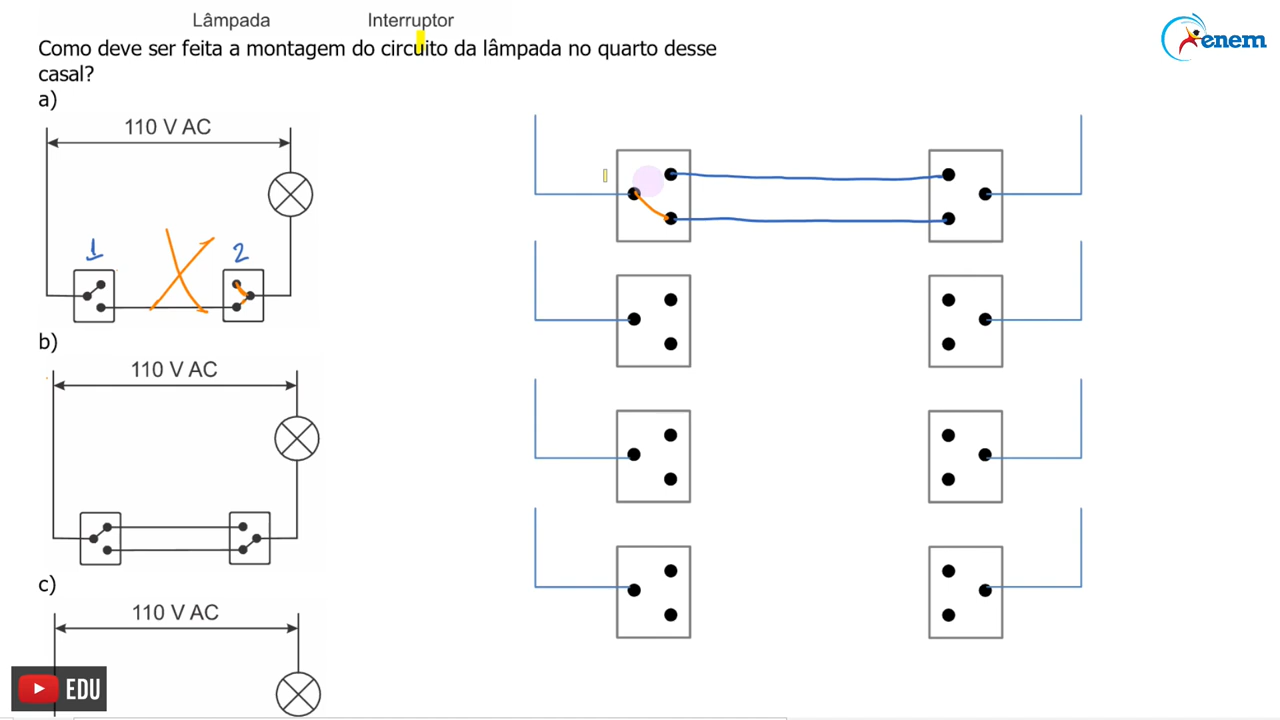 Lâmpada Interruptor
enem
Como deve ser feita a montagem do circuito da lâmpada no quarto desse
casal?
a)
110 V AC
1 2
b)
110 V AC
c)
110 V AC
EDU